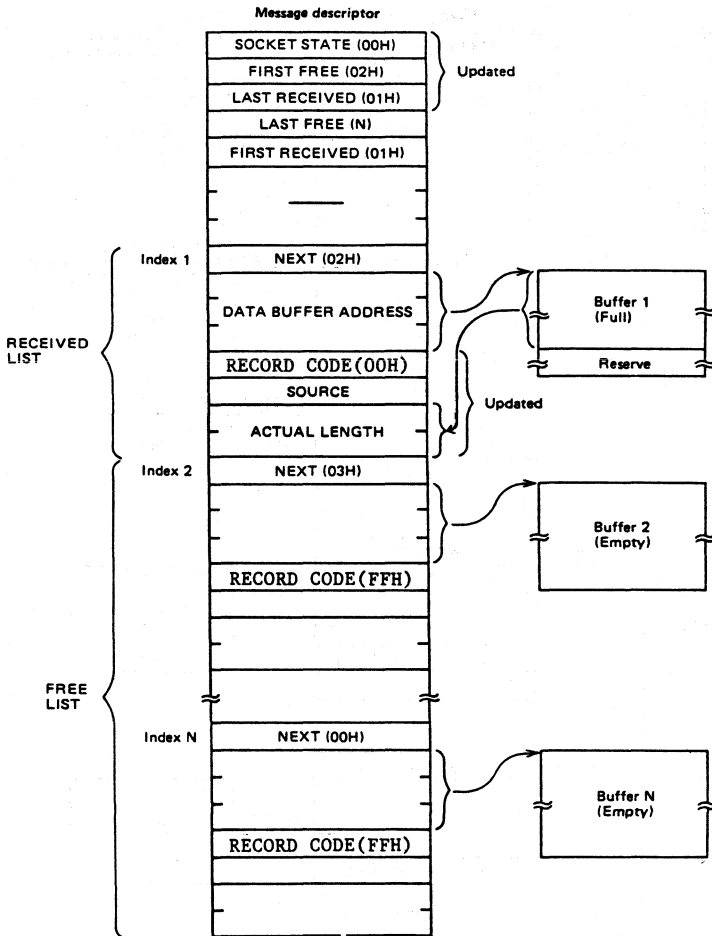 Message descriptor
SOCKET STATE (00H)
FIRST FREE (02H)
LAST RECEIVED (01H)
Updated
LAST FREE (N)
FIRST RECEIVED (01H)
RECEIVED
LIST
Index 1
NEXT (02H)
DATA BUFFER ADDRESS
Buffer 1
(Full)
Reserve
RECORD CODE(00H)
SOURCE
ACTUAL LENGTH
Updated
FREE
LIST
Index 2
NEXT (03H)
Buffer 2
(Empty)
RECORD CODE(FFH)
Index N
NEXT (00H)
Buffer N
(Empty)
RECORD CODE(FFH)